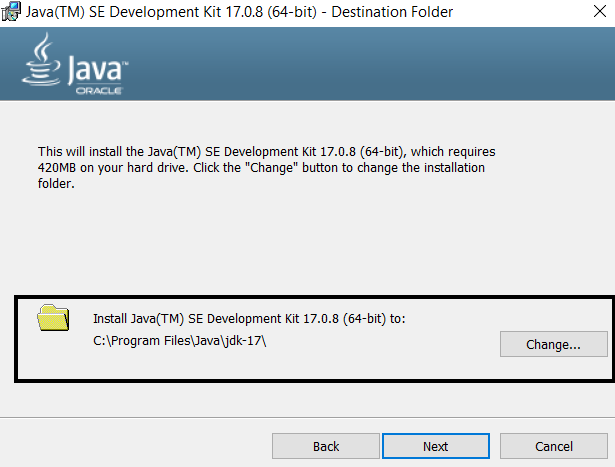 Java(TM) SE Development Kit 17.0.8 (64-bit) - Destination Folder
Java™
ORACLE
This will install the Java(TM) SE Development Kit 17.0.8 (64-bit), which requires
420MB on your hard drive. Click the "Change" button to change the installation
folder.
Install Java(TM) SE Development Kit 17.0.8 (64-bit) to:
C:\Program Files\Java\jdk-17\
Change...
Back
Next
Cancel